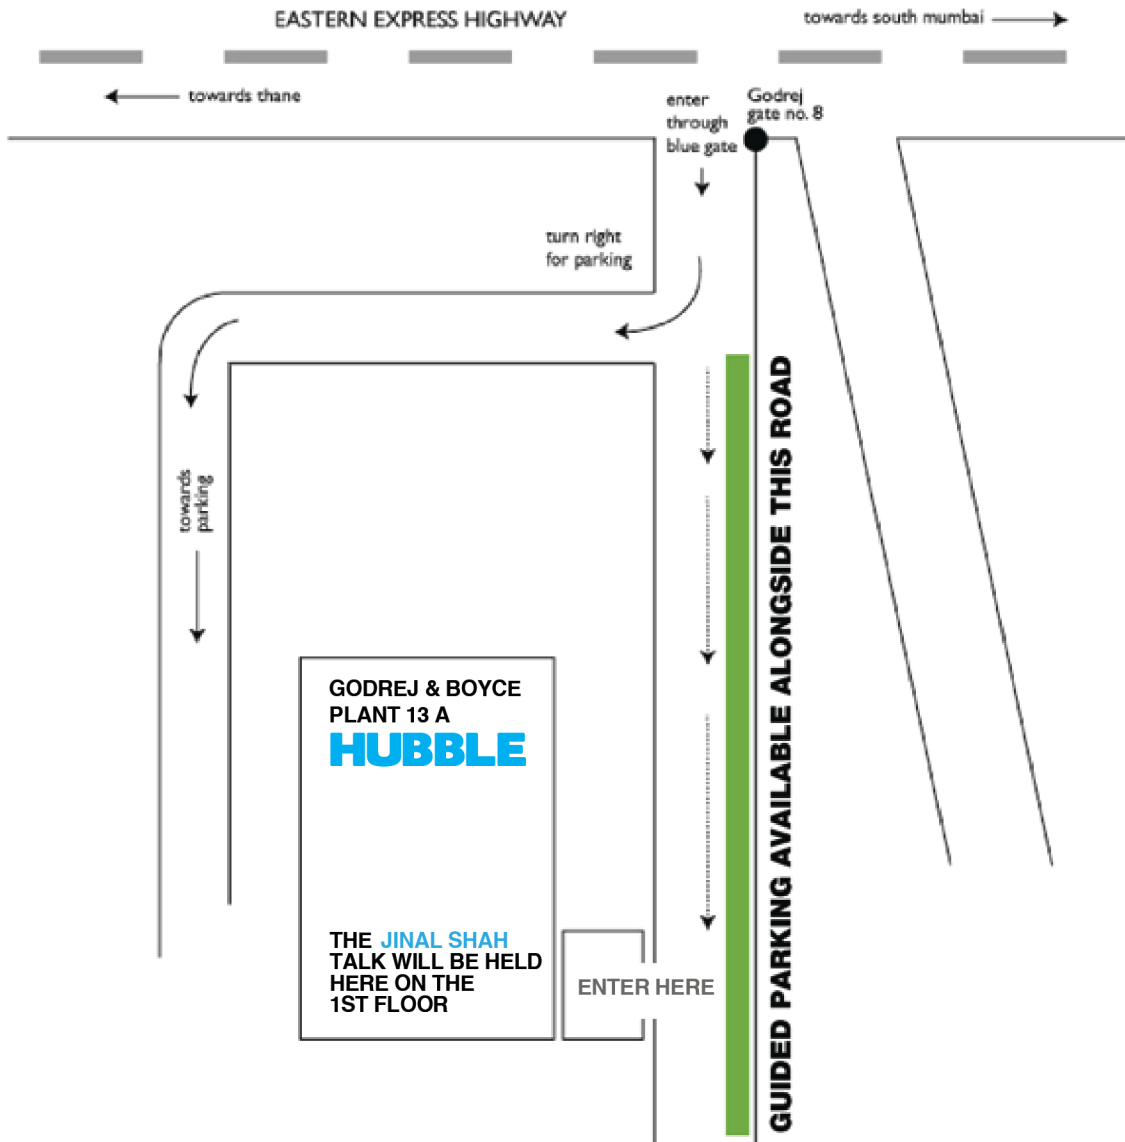 EASTERN EXPRESS HIGHWAY
towards south mumbai
towards thane
enter
through
blue gate
Godrej
gate no. 8
turn right
for parking
towards
parking
GUIDED PARKING AVAILABLE ALONGSIDE THIS ROAD
GODREJ & BOYCE
PLANT 13 A
HUBBLE
THE JINAL SHAH
TALK WILL BE HELD
HERE ON THE
1ST FLOOR
ENTER HERE